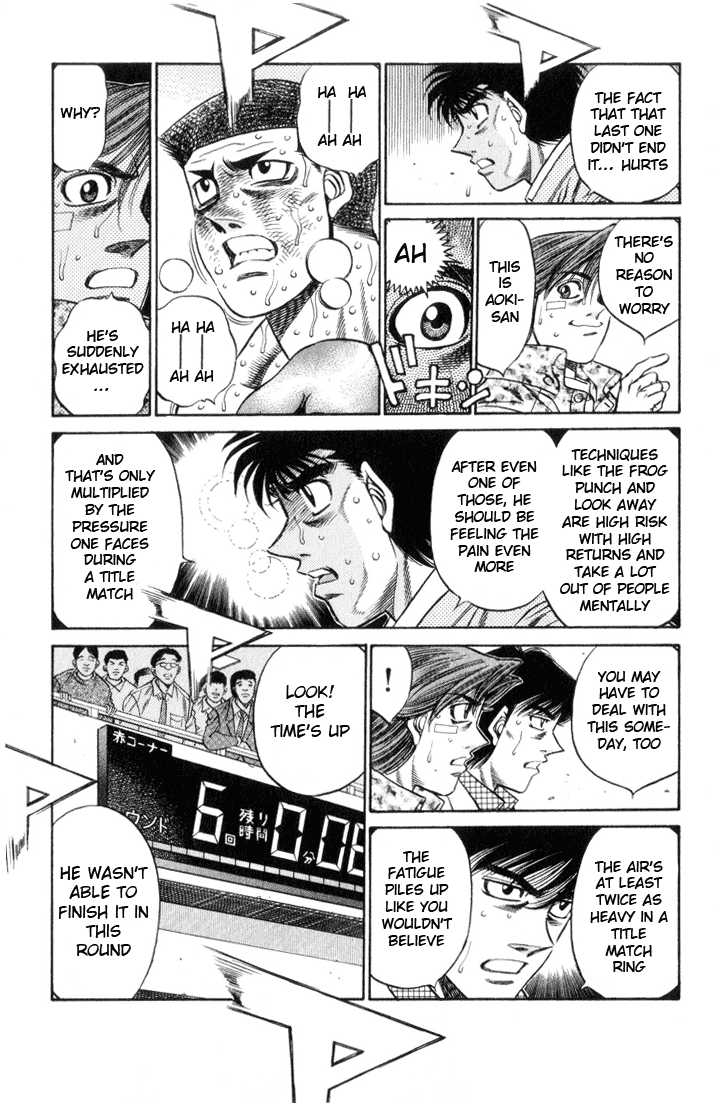 THE FACT
THAT THAT
LAST ONE
DIDN'T END
IT... HURTS
HA HA
AH AH
HA HA
AH AH
WHY?
HE'S
SUDDENLY
EXHAUSTED
...
THERE'S
NO
REASON
TO
WORRY
THIS
IS
AOKI-
SAN
AH
ドキッ
TECHNIQUES
LIKE THE FROG
PUNCH AND
LOOK AWAY
ARE HIGH RISK
WITH HIGH
RETURNS AND
TAKE A LOT
OUT OF PEOPLE
MENTALLY
AFTER EVEN
ONE OF
THOSE, HE
SHOULD BE
FEELING THE
PAIN EVEN
MORE
AND
THAT'S ONLY
MULTIPLIED
BY THE
PRESSURE
ONE FACES
DURING
A TITLE
MATCH
YOU MAY
HAVE TO
DEAL WITH
THIS SOME-
DAY, TOO
!
THE AIR'S
AT LEAST
TWICE AS
HEAVY IN A
TITLE
MATCH
RING
THE
FATIGUE
PILES UP
LIKE YOU
WOULDN'T
BELIEVE
LOOK!
THE
TIME'S UP
赤コーナー
ウンド 6回 残り時間 0分08
HE WASN'T
ABLE TO
FINISH IT IN
THIS
ROUND